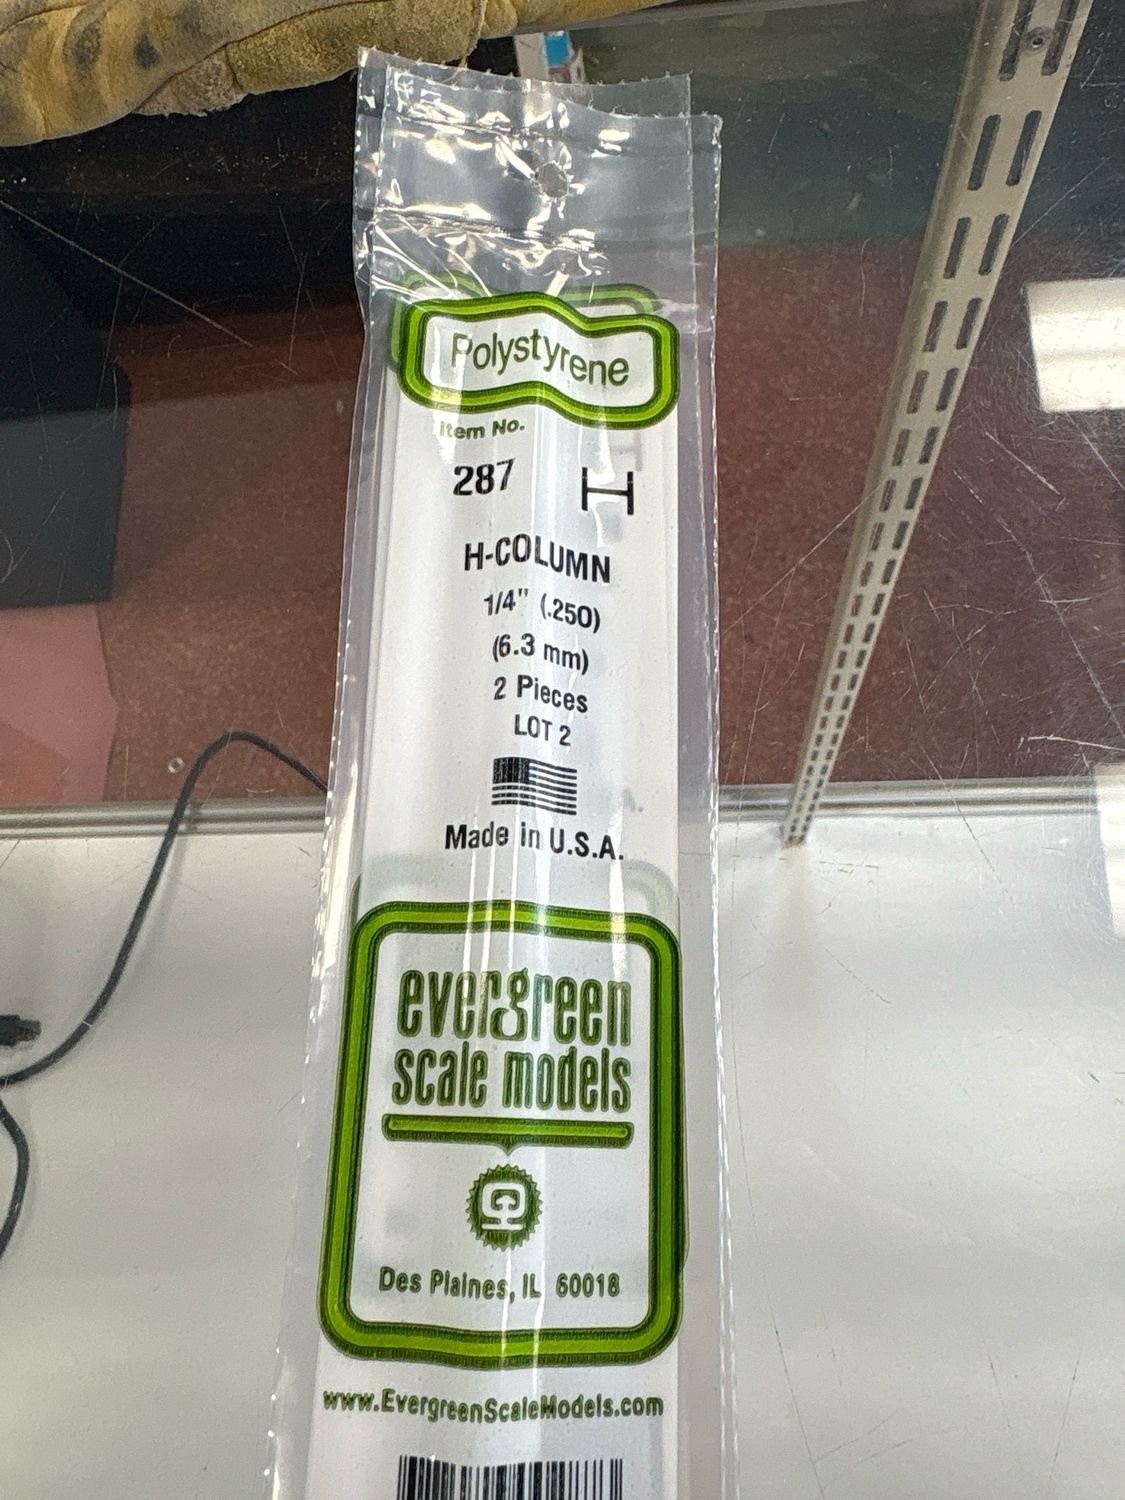 Polystyrene
Item No.
287
H-COLUMN
1/4" (.250)
(6.3 mm)
2 Pieces
LOT 2
Made in U.S.A.
evergreen
scale models
Des Plaines, IL 60018
www.EvergreenScaleModels.com